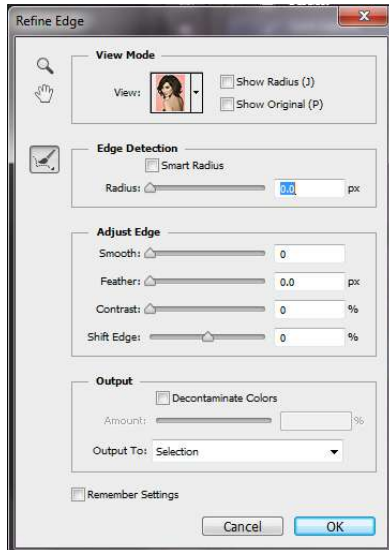 Refine Edge
View Mode
View:
Show Radius (J)
Show Original (P)
Edge Detection
Smart Radius
Radius: 0.0 px
Adjust Edge
Smooth: 0
Feather: 0.0 px
Contrast: 0 %
Shift Edge: 0 %
Output
Decontaminate Colors
Amount: %
Output To: Selection
Remember Settings
Cancel OK